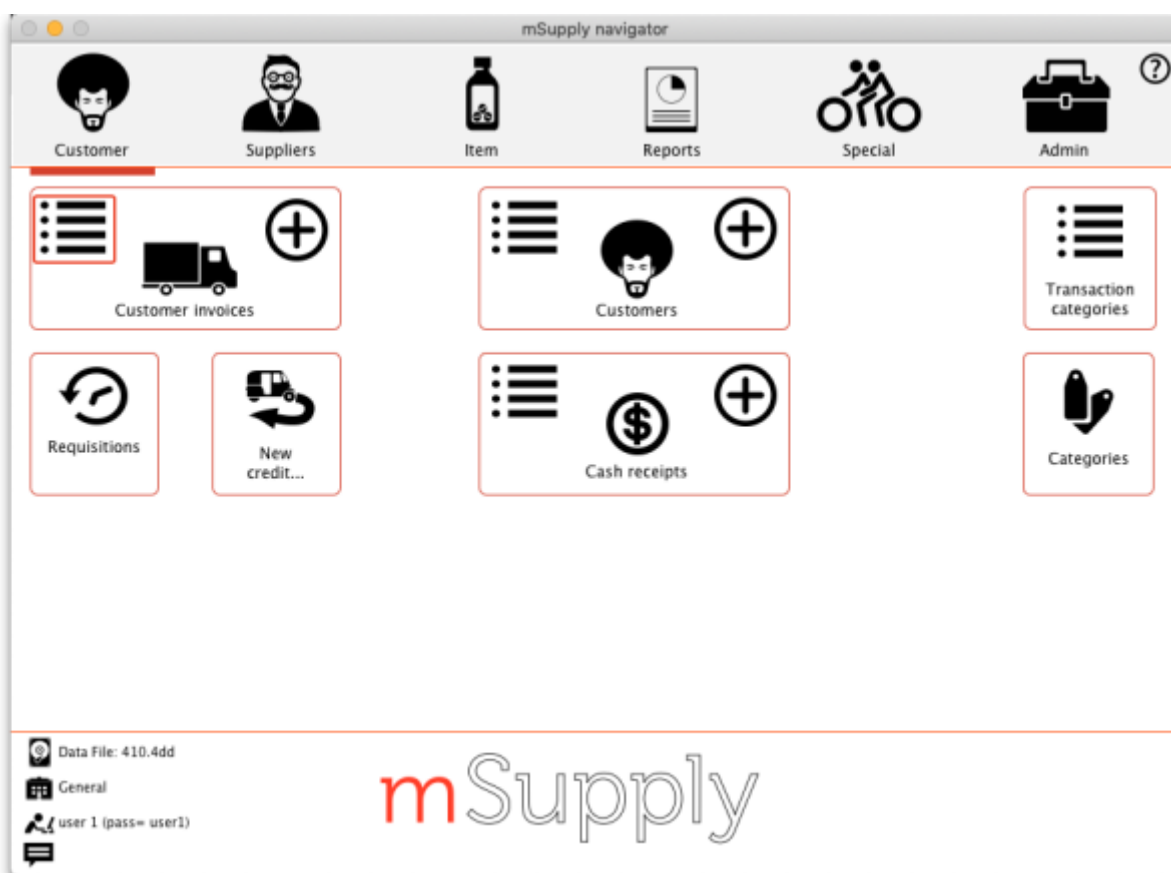 mSupply navigator
Customer
Suppliers
Item
Reports
Special
Admin
?
Customer invoices
Customers
Transaction
categories
Requisitions
New
credit...
$
Cash receipts
Categories
Data File: 410.4dd
General
user 1 (pass= user1)
mSupply